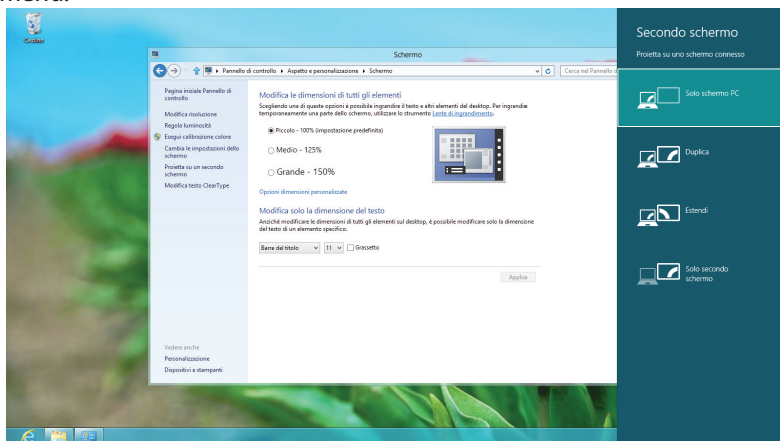 menu.
Cestino
Schermo
Pannello di controllo ▸ Aspetto e personalizzazione ▸ Schermo
Cerca nel Pannello d
Pagina iniziale Pannello di
controllo
Modifica risoluzione
Regola luminosità
Esegui calibrazione colore
Cambia le impostazioni dello
schermo
Proietta su un secondo
schermo
Modifica testo ClearType
Vedere anche
Personalizzazione
Dispositivi e stampanti
Modifica le dimensioni di tutti gli elementi
Scegliendo una di queste opzioni è possibile ingrandire il testo e altri elementi del desktop. Per ingrandire
temporaneamente una parte dello schermo, utilizzare lo strumento Lente di ingrandimento.
Piccolo - 100% (impostazione predefinita)
Medio - 125%
Grande - 150%
Opzioni dimensioni personalizzate
Modifica solo la dimensione del testo
Anziché modificare le dimensioni di tutti gli elementi sul desktop, è possibile modificare solo la dimensione
del testo di un elemento specifico.
Barre del titolo 11 Grassetto
Applica
Secondo schermo
Proietta su uno schermo connesso
Solo schermo PC
Duplica
Estendi
Solo secondo
schermo